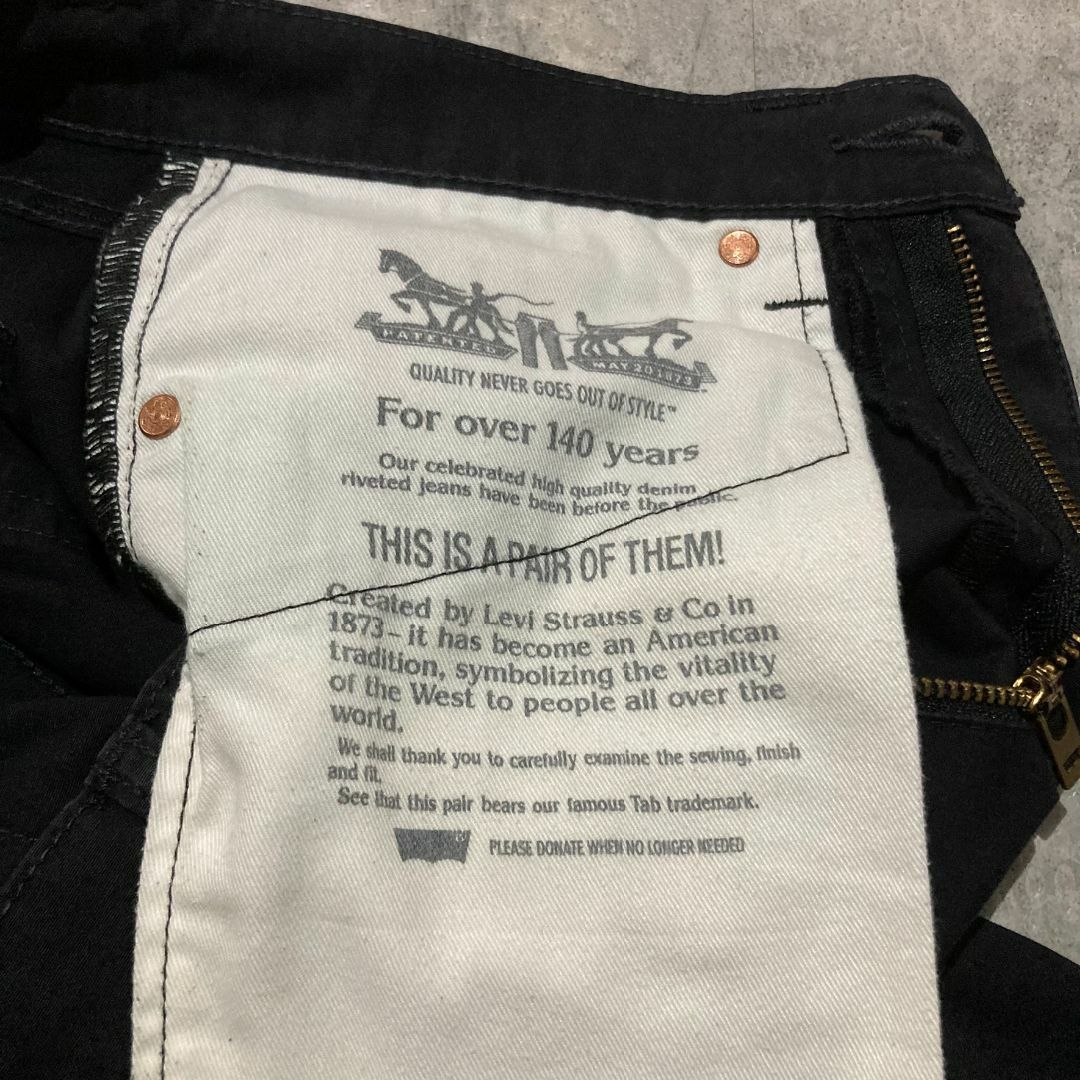 PATENTED
MAY 20 1873
QUALITY NEVER GOES OUT OF STYLE™
For over 140 years
Our celebrated high quality denim
riveted jeans have been before the public.
THIS IS A PAIR OF THEM!
Created by Levi Strauss & Co in
1873 – it has become an American
tradition, symbolizing the vitality
of the West to people all over the
world.
We shall thank you to carefully examine the sewing, finish
and fit.
See that this pair bears our famous Tab trademark.
PLEASE DONATE WHEN NO LONGER NEEDED